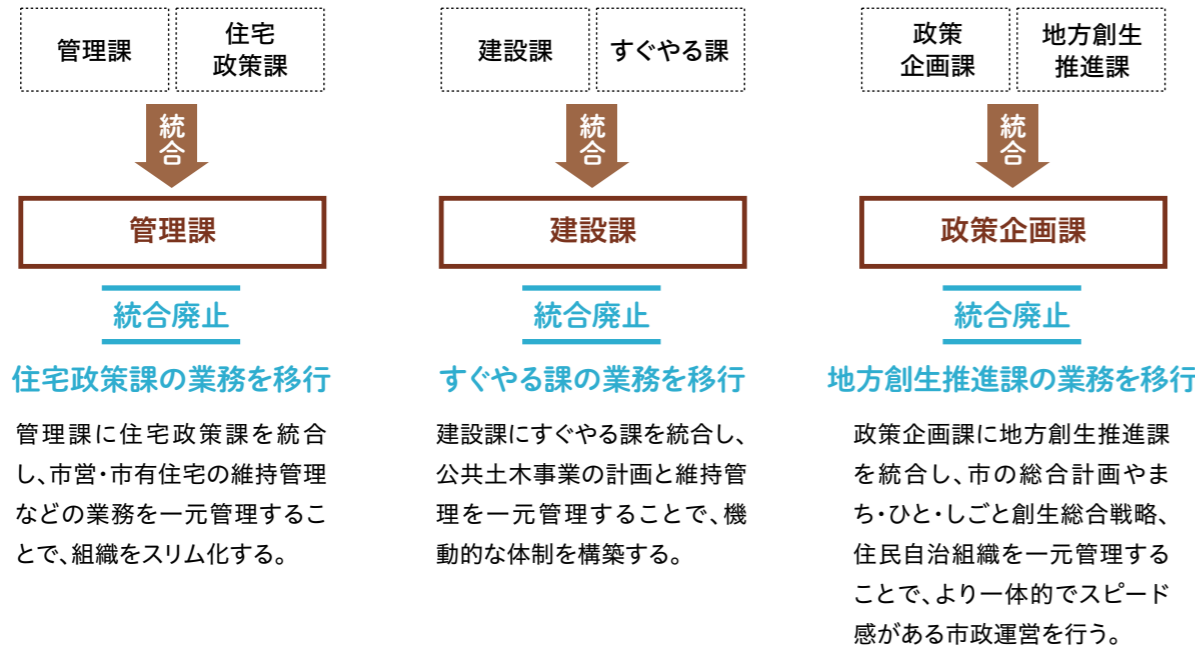 管理課
住宅
政策課
統合
管理課
統合廃止
住宅政策課の業務を移行
管理課に住宅政策課を統合
し、市営・市有住宅の維持管理
などの業務を一元管理するこ
とで、組織をスリム化する。
建設課
すぐやる課
統合
建設課
統合廃止
すぐやる課の業務を移行
建設課にすぐやる課を統合し、
公共土木事業の計画と維持管
理を一元管理することで、機
動的な体制を構築する。
政策
企画課
地方創生
推進課
統合
政策企画課
統合廃止
地方創生推進課の業務を移行
政策企画課に地方創生推進課
を統合し、市の総合計画やま
ち・ひと・しごと創生総合戦略、
住民自治組織を一元管理する
ことで、より一体的でスピード
感がある市政運営を行う。